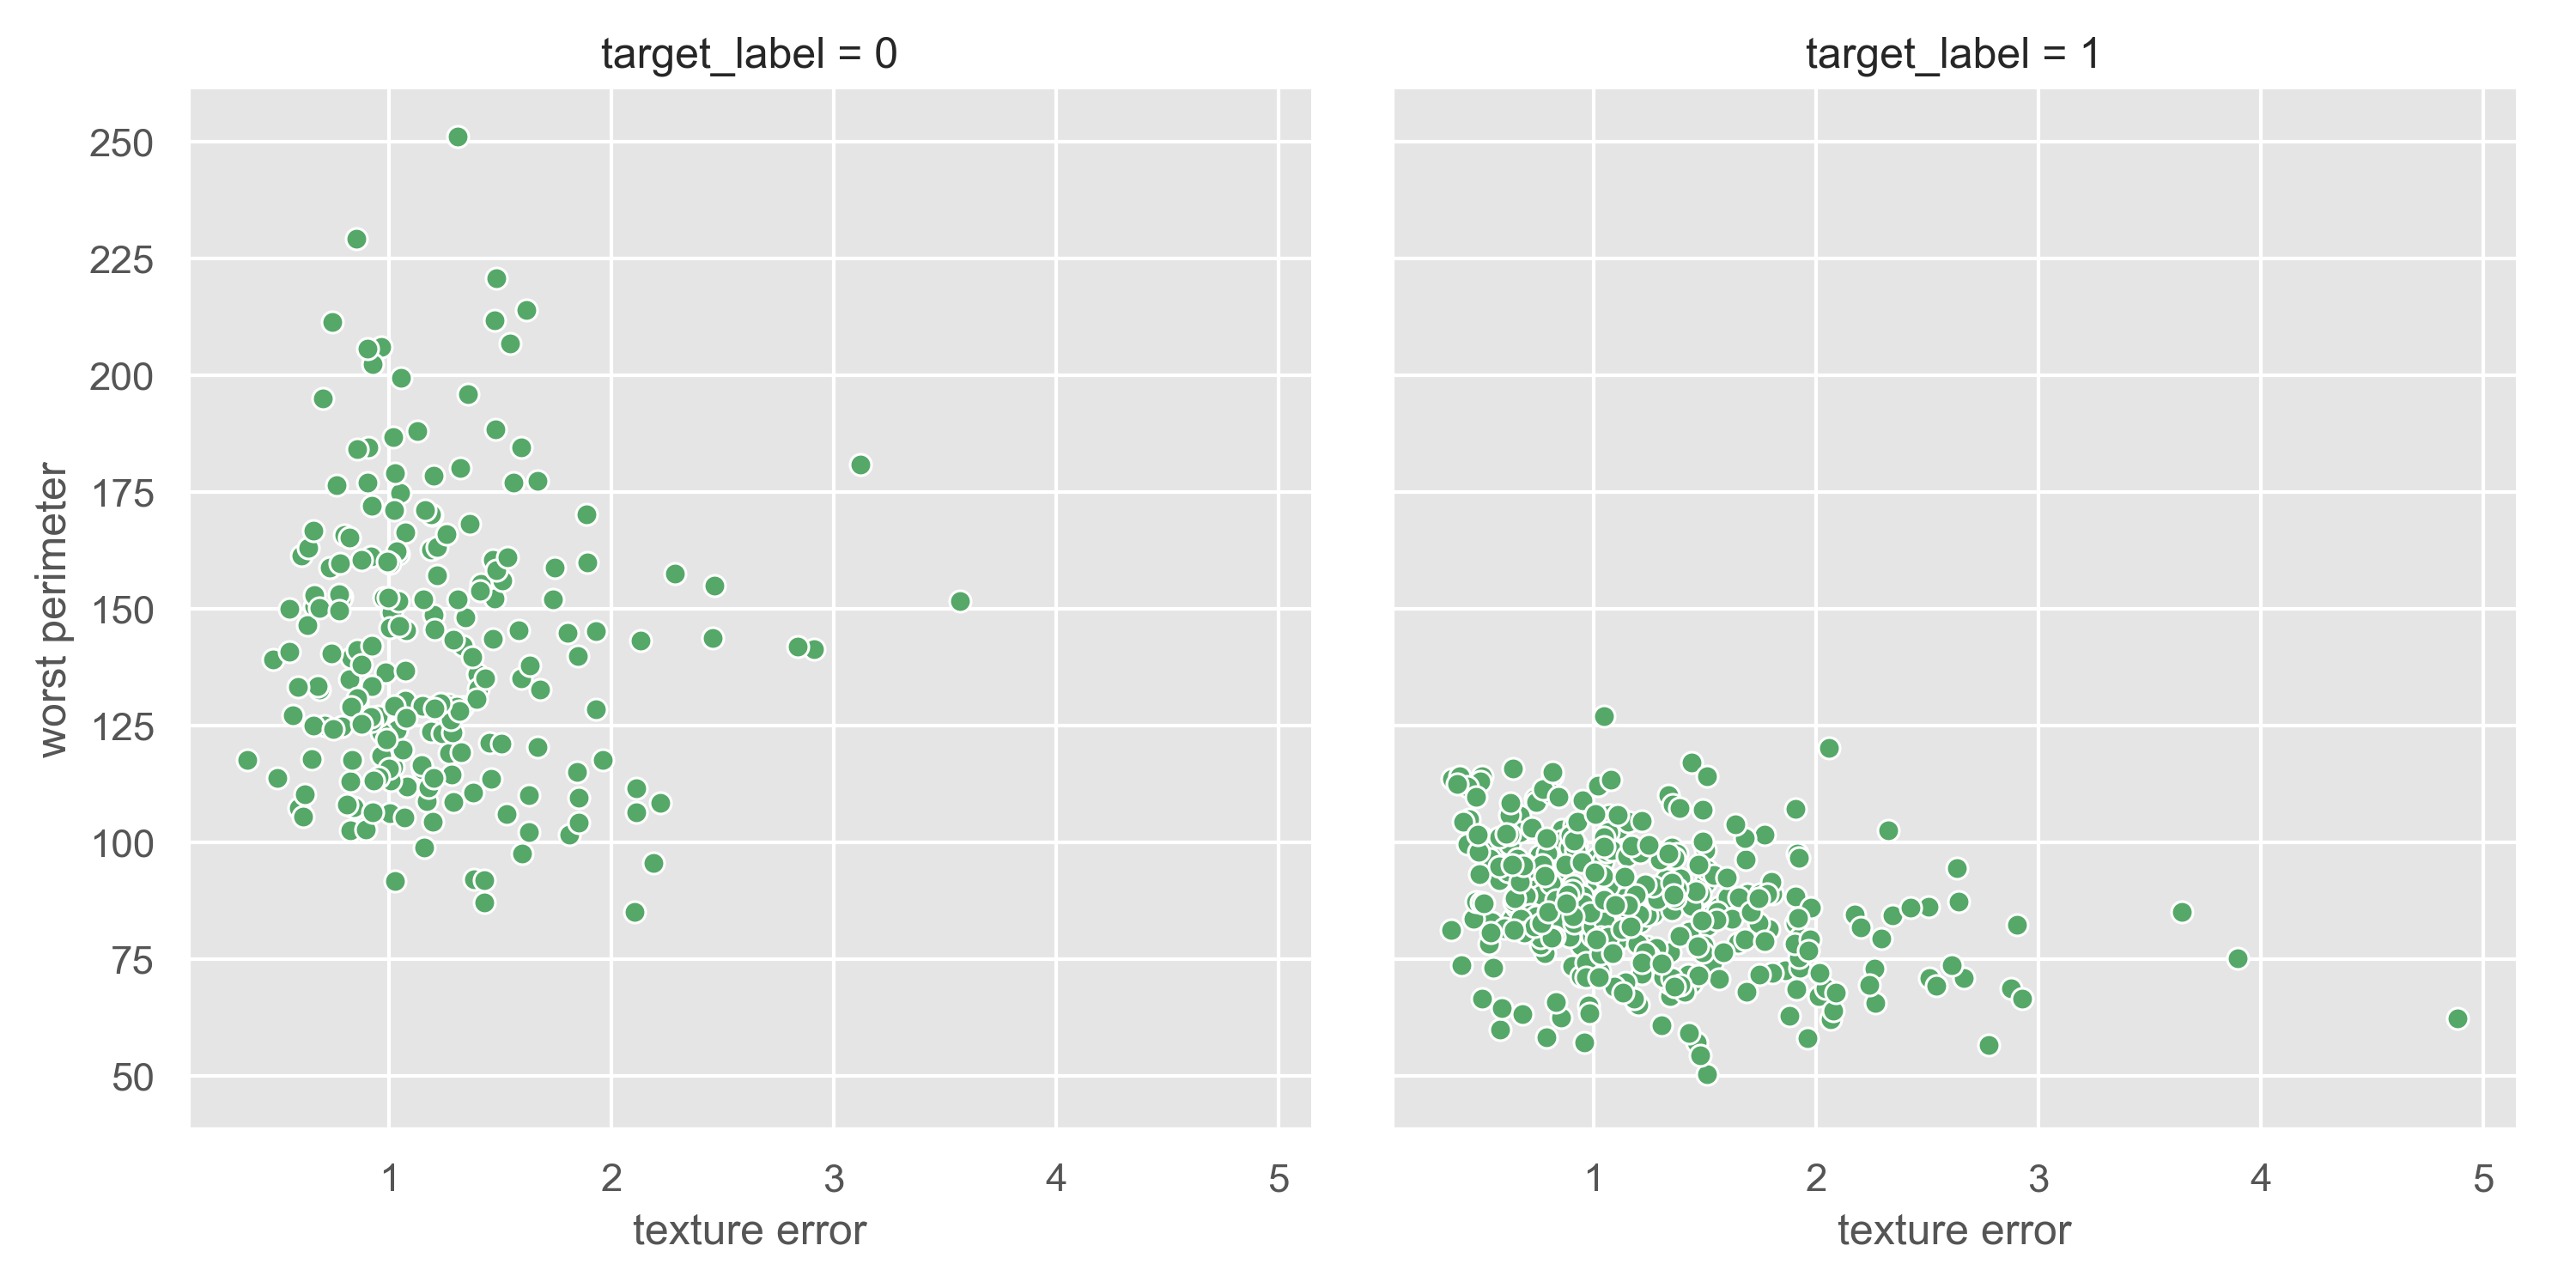 target_label = 0
target_label = 1
250
225
200
175
150
125
100
75
50
worst perimeter
1 2 3 4 5
1 2 3 4 5
texture error
texture error